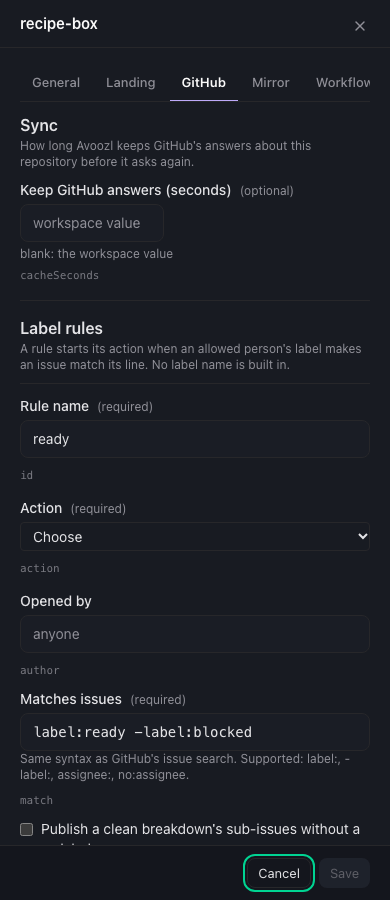 recipe-box
×
General Landing GitHub Mirror Workflow
Sync
How long Avoozl keeps GitHub's answers about this
repository before it asks again.
Keep GitHub answers (seconds) (optional)
workspace value
blank: the workspace value
cacheSeconds
Label rules
A rule starts its action when an allowed person's label makes
an issue match its line. No label name is built in.
Rule name (required)
ready
id
Action (required)
Choose
action
Opened by
anyone
author
Matches issues (required)
label:ready -label:blocked
Same syntax as GitHub's issue search. Supported: label:, -
label:, assignee:, no:assignee.
match
Publish a clean breakdown's sub-issues without a
Cancel Save